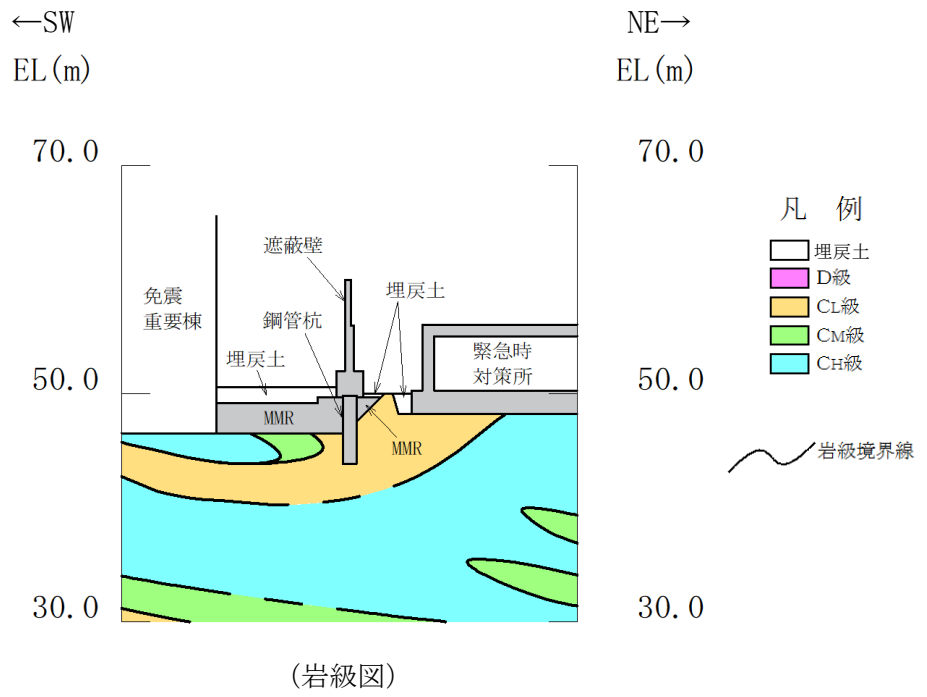 ←SW
NE→
EL(m)
EL(m)
70.0
70.0
凡 例
埋戻土
D級
CL級
CM級
CH級
遮蔽壁
埋戻土
免震
重要棟
鋼管杭
緊急時
対策所
埋戻土
50.0
50.0
MMR
MMR
岩級境界線
30.0
30.0
(岩級図)